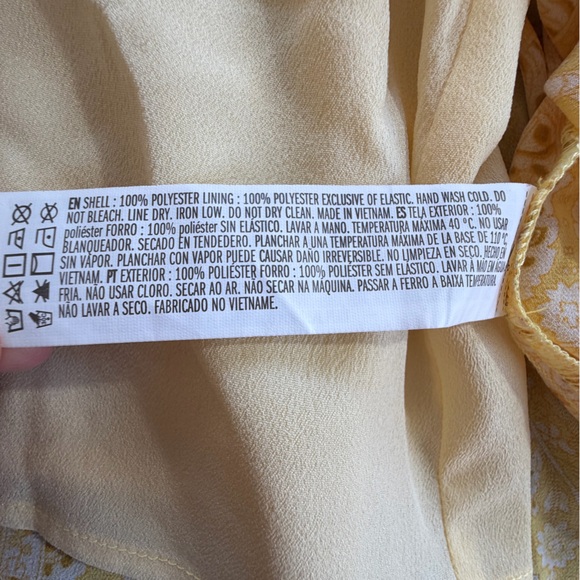 EN SHELL : 100% POLYESTER LINING : 100% POLYESTER EXCLUSIVE OF ELASTIC. HAND WASH COLD. DO
NOT BLEACH. LINE DRY. IRON LOW. DO NOT DRY CLEAN. MADE IN VIETNAM. ES TELA EXTERIOR : 100%
poliéster FORRO : 100% poliéster SIN ELÁSTICO. LAVAR A MANO. TEMPERATURA MÁXIMA 40 °C. NO USAR
BLANQUEADOR. SECADO EN TENDEDERO. PLANCHAR A UNA TEMPERATURA MÁXIMA DE LA BASE DE 110 °C
SIN VAPOR. PLANCHAR CON VAPOR PUEDE CAUSAR DAÑO IRREVERSIBLE. NO LIMPIEZA EN SECO. HECHO EN
VIETNAM. PT EXTERIOR : 100% POLIÉSTER FORRO : 100% POLIÉSTER SEM ELÁSTICO. LAVAR À MÃO EM ÁGUA
FRIA. NÃO USAR CLORO. SECAR AO AR. NÃO SECAR NA MÁQUINA. PASSAR A FERRO A BAIXA TEMPERATURA.
NÃO LAVAR A SECO. FABRICADO NO VIETNAME.